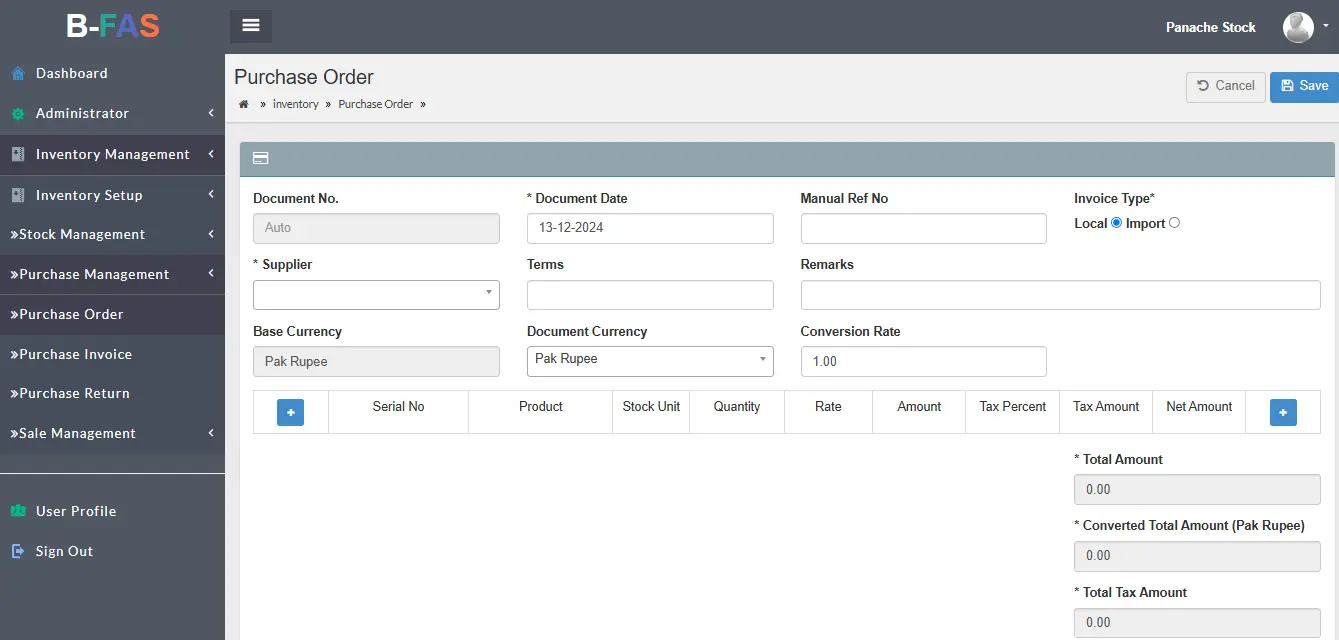 B-FAS
Panache Stock
Dashboard
Administrator
Inventory Management
Inventory Setup
»Stock Management
»Purchase Management
»Purchase Order
»Purchase Invoice
»Purchase Return
»Sale Management
User Profile
Sign Out
Purchase Order
» inventory » Purchase Order »
Cancel
Save
Document No.
* Document Date
Manual Ref No
Invoice Type*
Auto
13-12-2024
Local Import
* Supplier
Terms
Remarks
Base Currency
Document Currency
Conversion Rate
Pak Rupee
Pak Rupee
1.00
+ Serial No Product Stock Unit Quantity Rate Amount Tax Percent Tax Amount Net Amount +
* Total Amount
0.00
* Converted Total Amount (Pak Rupee)
0.00
* Total Tax Amount
0.00